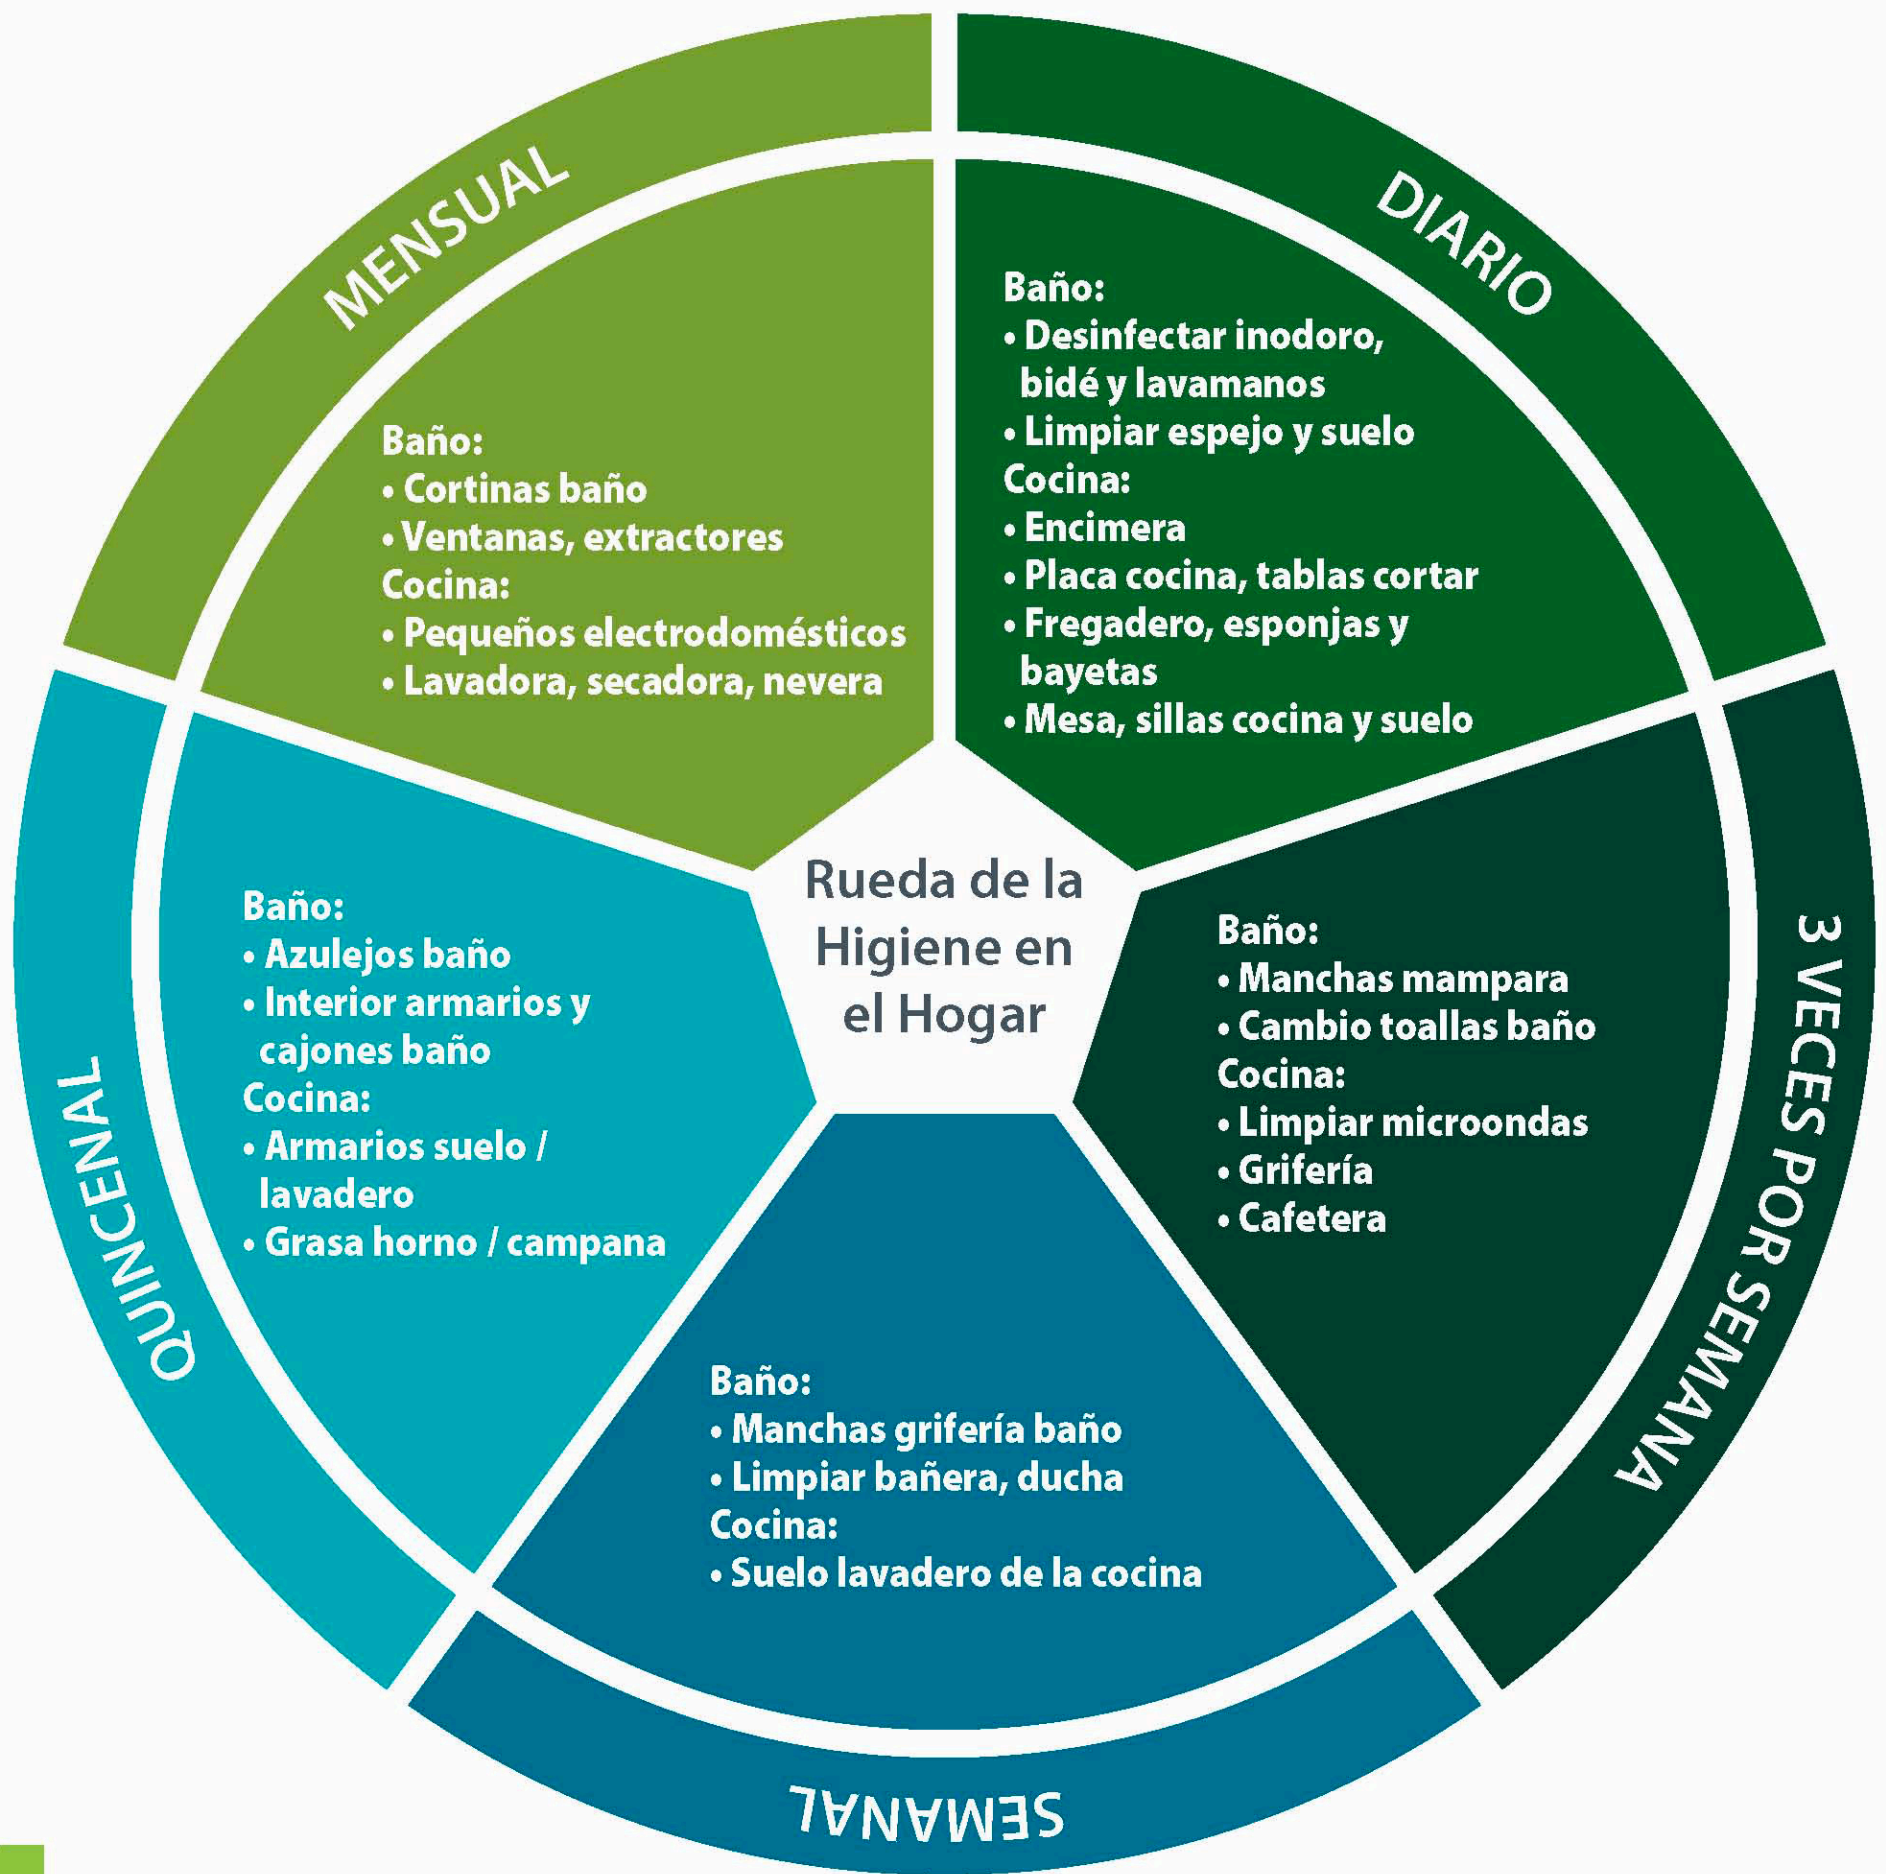 Rueda de la
Higiene en
el Hogar
DIARIO
Baño:
• Desinfectar inodoro,
bidé y lavamanos
• Limpiar espejo y suelo
Cocina:
• Encimera
• Placa cocina, tablas cortar
• Fregadero, esponjas y
bayetas
• Mesa, sillas cocina y suelo
3 VECES POR SEMANA
Baño:
• Manchas mampara
• Cambio toallas baño
Cocina:
• Limpiar microondas
• Grifería
• Cafetera
SEMANAL
Baño:
• Manchas grifería baño
• Limpiar bañera, ducha
Cocina:
• Suelo lavadero de la cocina
QUINCENAL
Baño:
• Azulejos baño
• Interior armarios y
cajones baño
Cocina:
• Armarios suelo /
lavadero
• Grasa horno / campana
MENSUAL
Baño:
• Cortinas baño
• Ventanas, extractores
Cocina:
• Pequeños electrodomésticos
• Lavadora, secadora, nevera